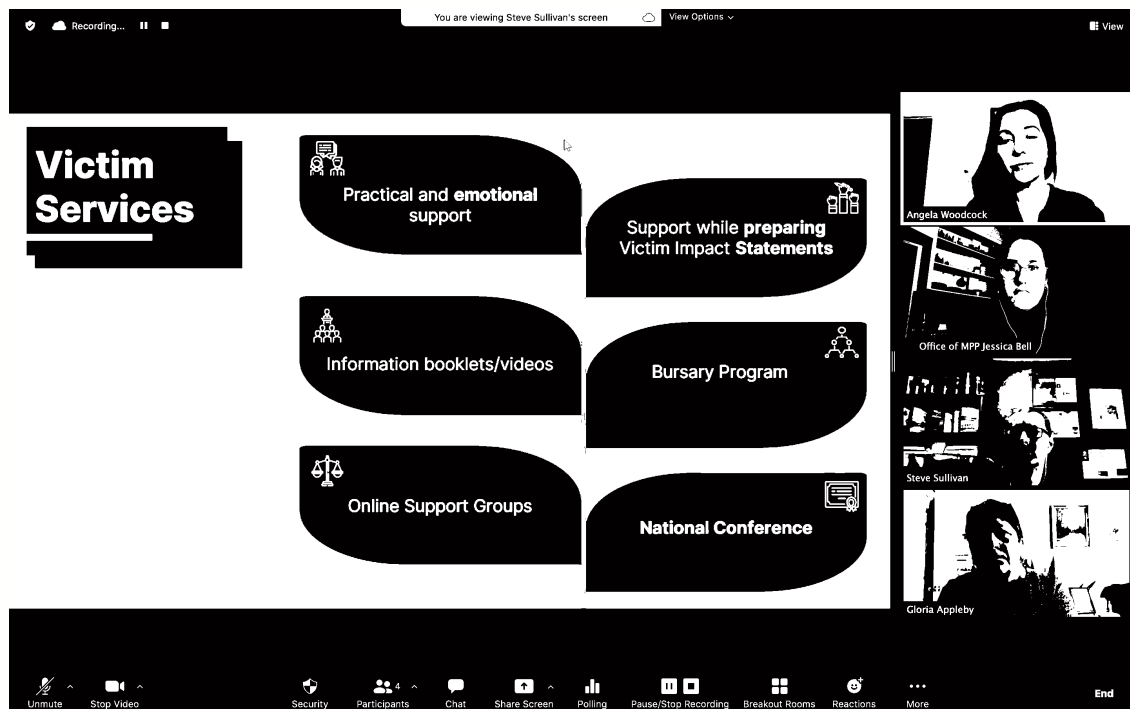 Recording...
You are viewing Steve Sullivan's screen
View Options
View
Victim
Services
Practical and emotional
support
Support while preparing
Victim Impact Statements
Information booklets/videos
Bursary Program
Online Support Groups
National Conference
Angela Woodcock
Office of MPP Jessica Bell
Steve Sullivan
Gloria Appleby
Unmute
Stop Video
Security
Participants
4
Chat
Share Screen
Polling
Pause/Stop Recording
Breakout Rooms
Reactions
More
End